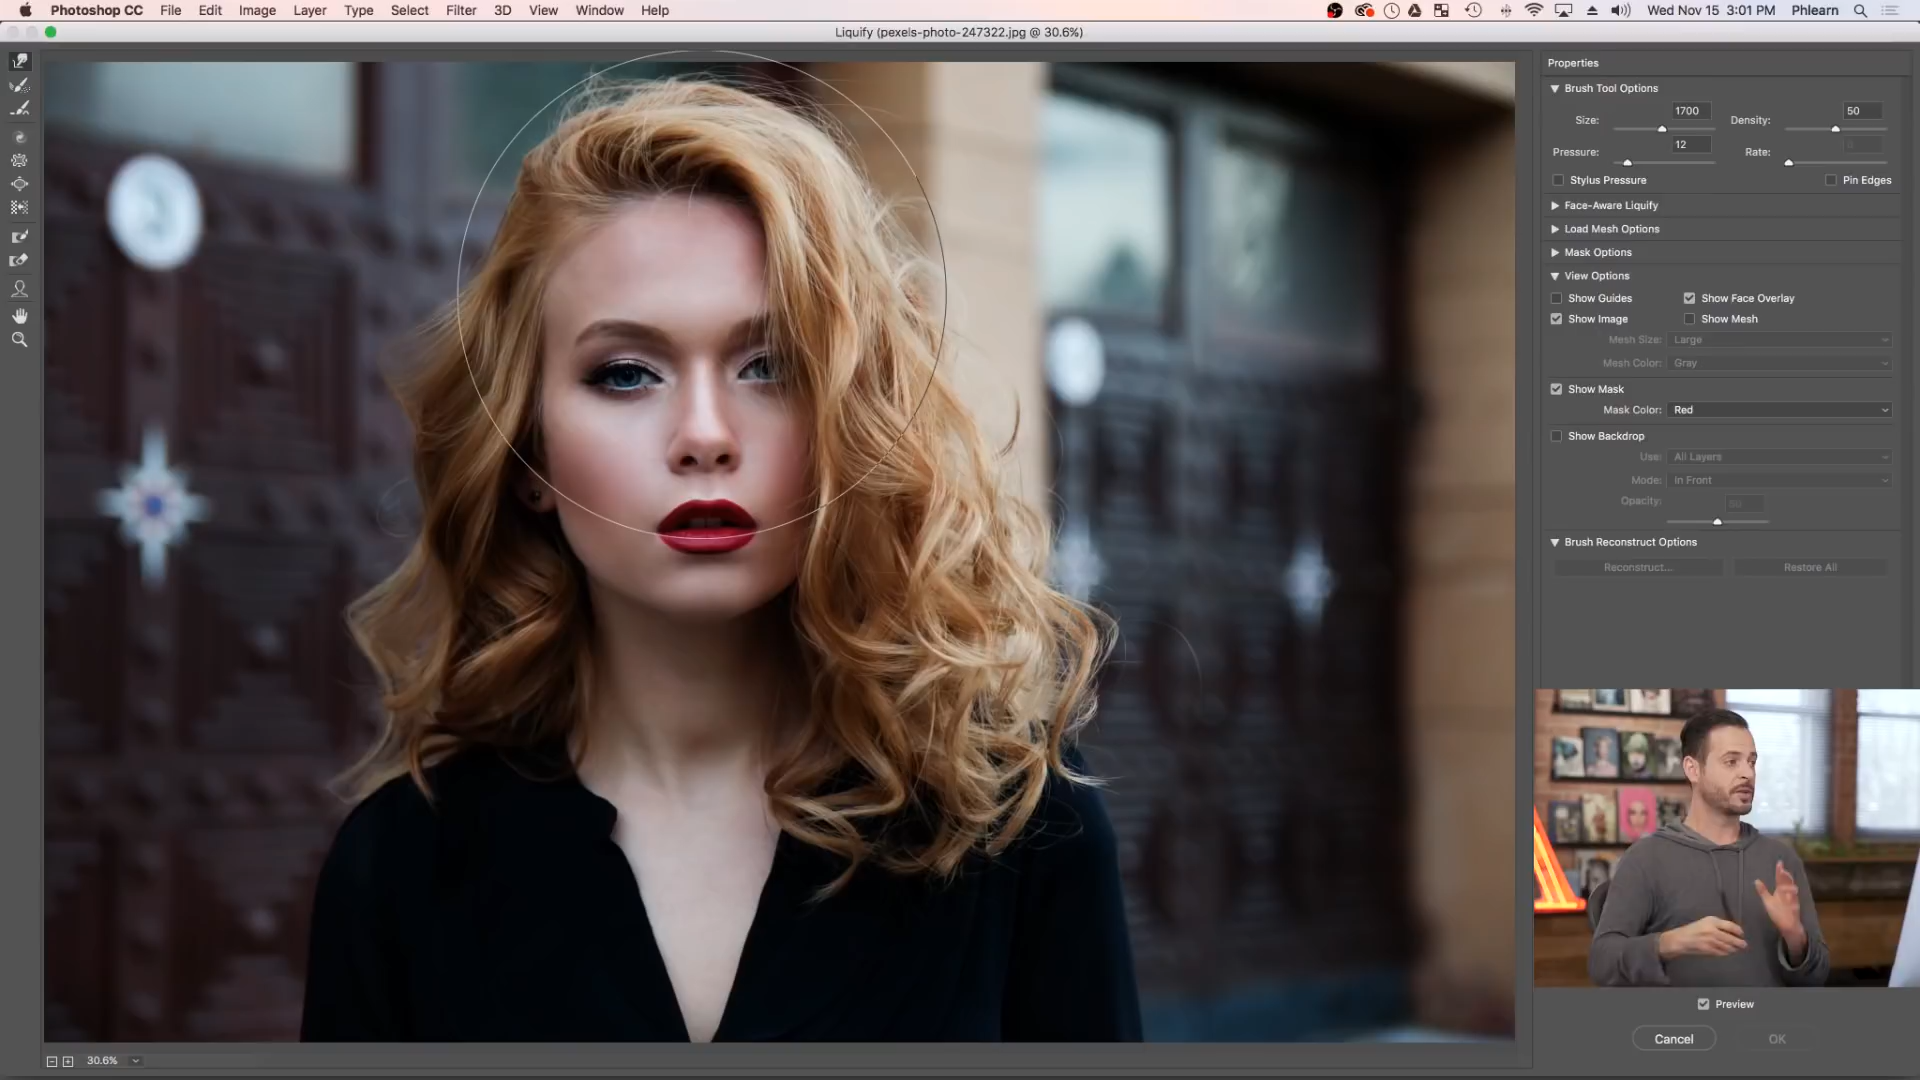 Photoshop CC File Edit Image Layer Type Select Filter 3D View Window Help Wed Nov 15 3:01 PM Phlearn
Liquify (pexels-photo-247322.jpg @ 30.6%)
Properties
Brush Tool Options
Size: 1700 Density: 50
Pressure: 12 Rate: 0
Stylus Pressure Pin Edges
Face-Aware Liquify
Load Mesh Options
Mask Options
View Options
Show Guides Show Face Overlay
Show Image Show Mesh
Mesh Size: Large
Mesh Color: Gray
Show Mask
Mask Color: Red
Show Backdrop
Use: All Layers
Mode: In Front
Opacity:
Brush Reconstruct Options
Reconstruct... Restore All
Preview
Cancel OK
30.6%